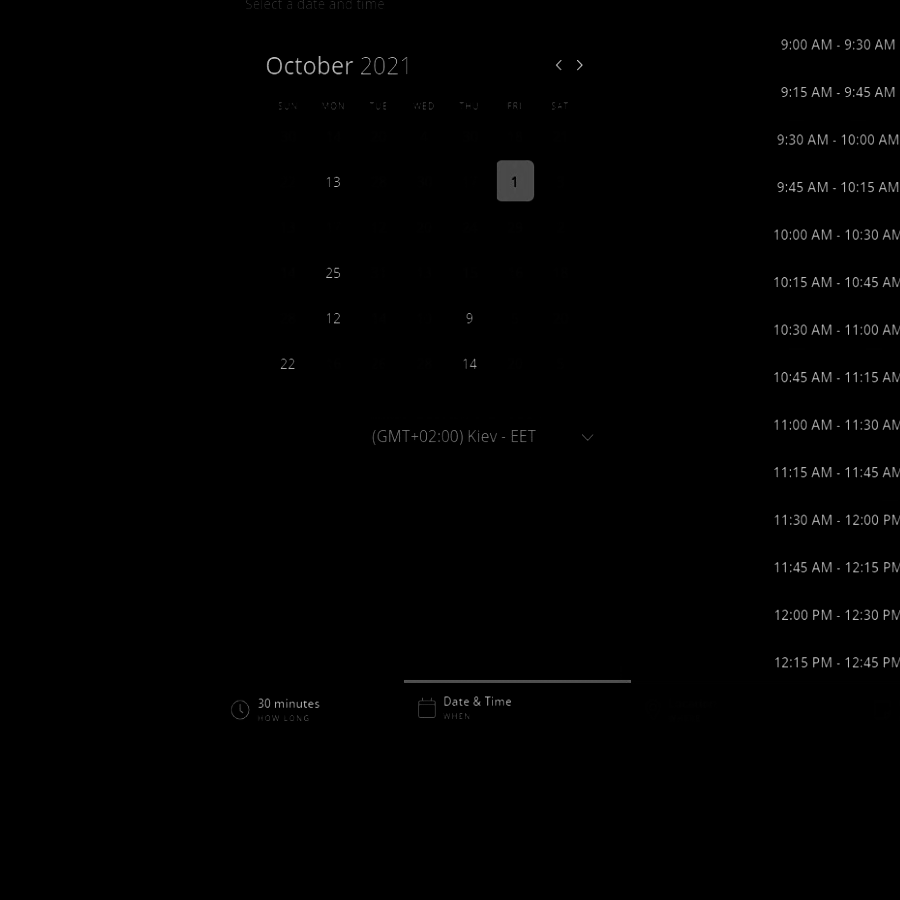 Select a date and time
October 2021
SUN MON TUE WED THU FRI SAT
13 1
25
12 9
22 14
(GMT+02:00) Kiev - EET
9:00 AM - 9:30 AM
9:15 AM - 9:45 AM
9:30 AM - 10:00 AM
9:45 AM - 10:15 AM
10:00 AM - 10:30 AM
10:15 AM - 10:45 AM
10:30 AM - 11:00 AM
10:45 AM - 11:15 AM
11:00 AM - 11:30 AM
11:15 AM - 11:45 AM
11:30 AM - 12:00 PM
11:45 AM - 12:15 PM
12:00 PM - 12:30 PM
12:15 PM - 12:45 PM
30 minutes
HOW LONG
Date & Time
WHEN